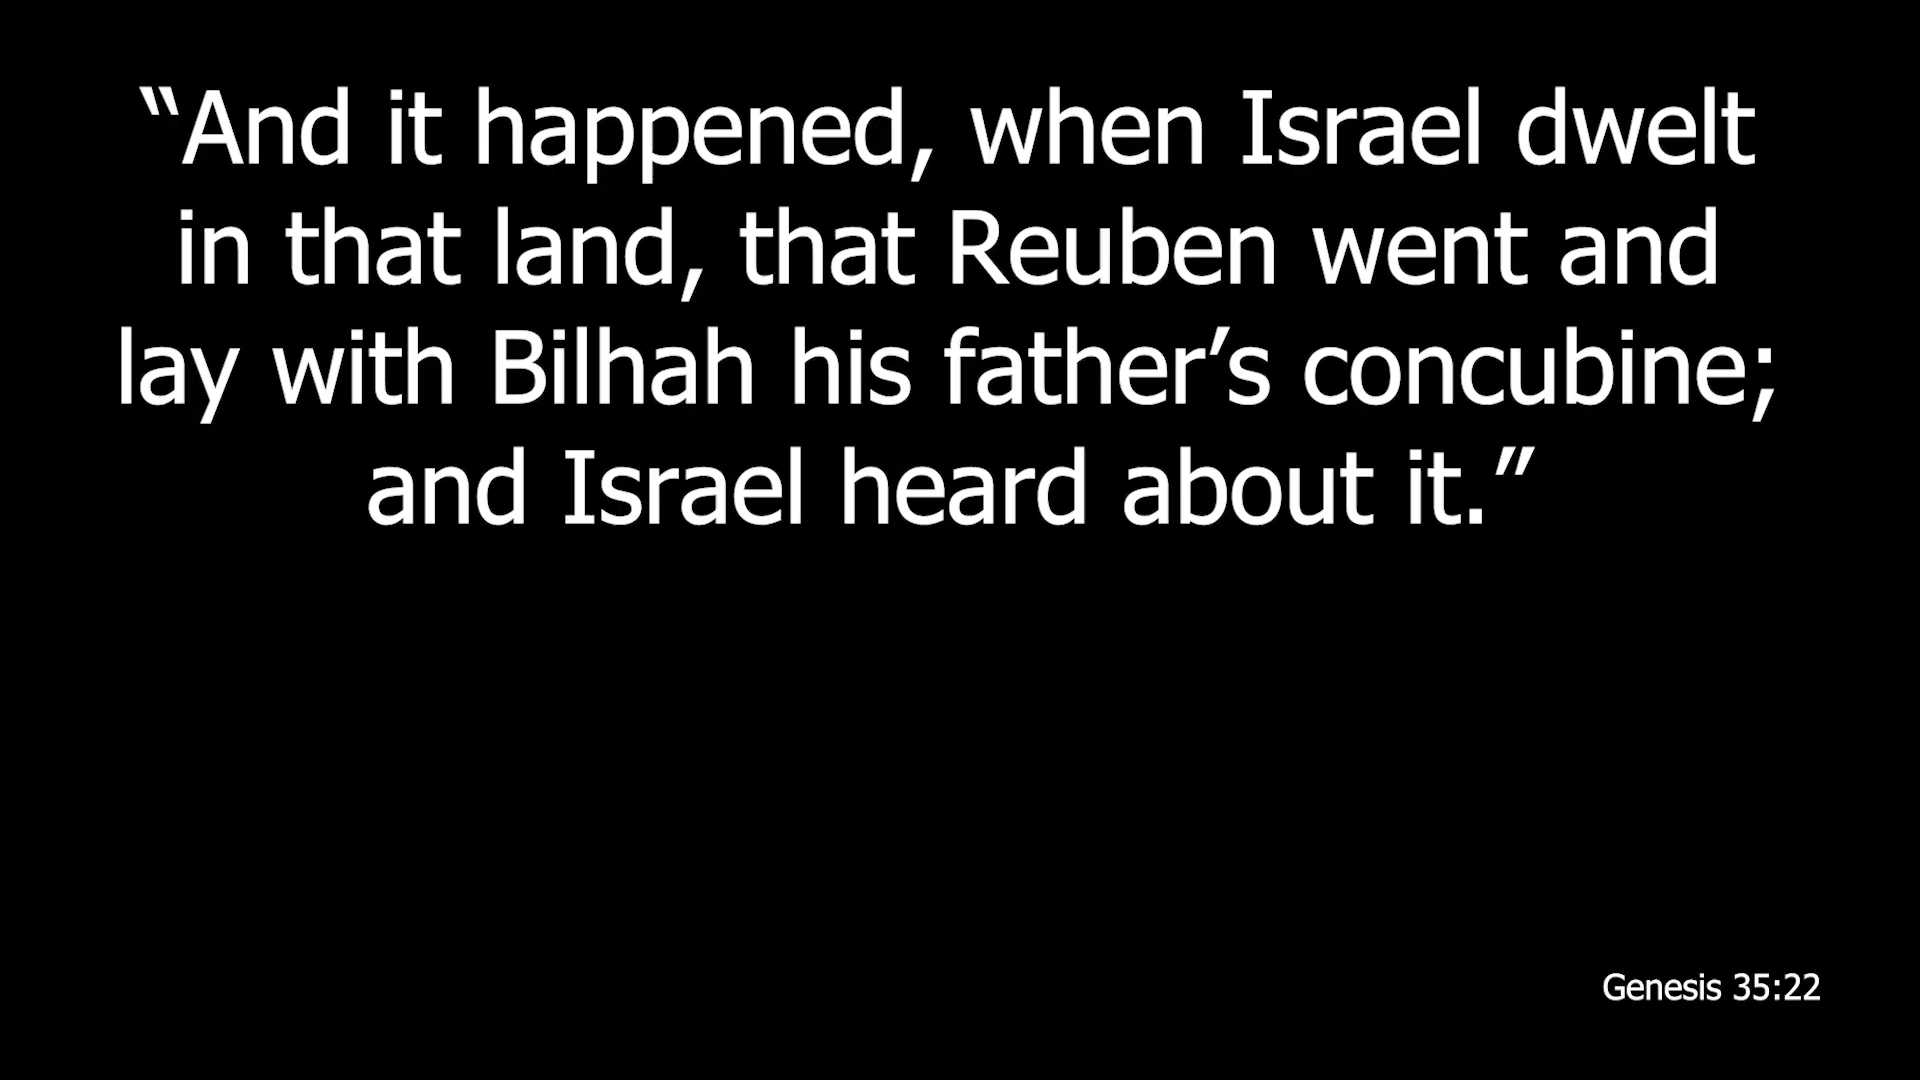 “And it happened, when Israel dwelt
in that land, that Reuben went and
lay with Bilhah his father’s concubine;
and Israel heard about it.”
Genesis 35:22